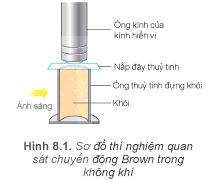 Ống kính của
kính hiển vi
Nắp đậy thuỷ tinh
Ống thuỷ tinh đựng khói
Ánh sáng
Khói
Hình 8.1. Sơ đồ thí nghiệm quan
sát chuyển động Brown trong
không khí